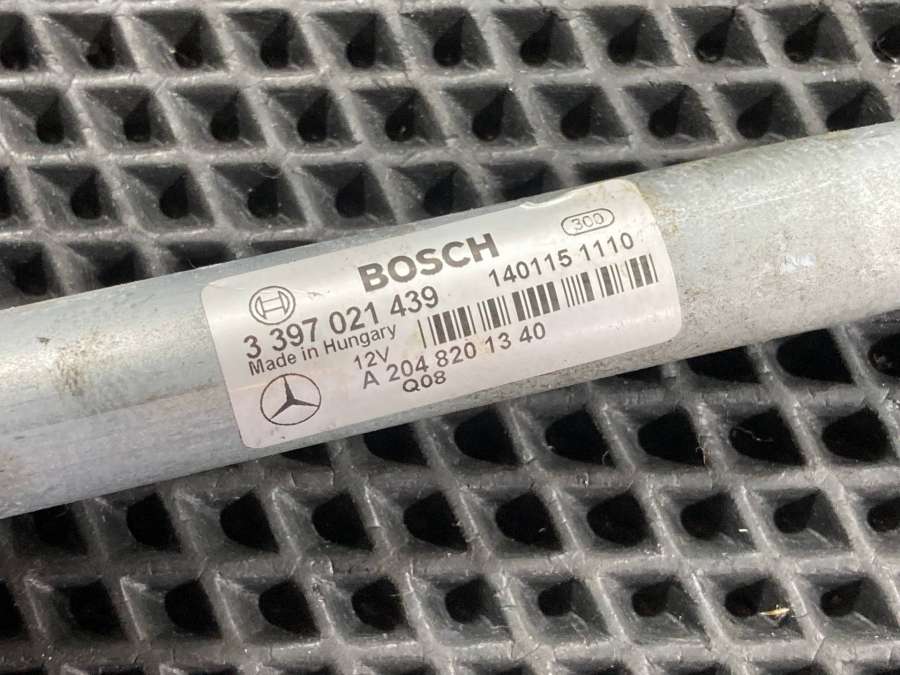 300
BOSCH
3 397 021 439
140115 1110
Made in Hungary
12V
A 204 820 13 40
Q08